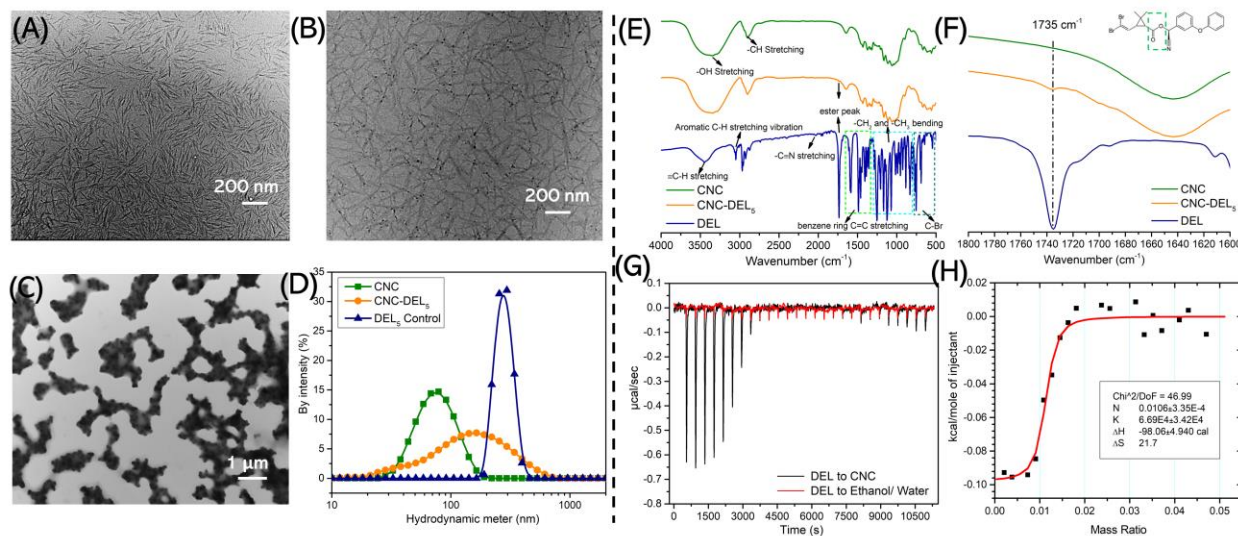 (A)
200 nm
(B)
200 nm
(C)
1 µm
(D)
By intensity (%)
35
30
25
20
15
10
5
0
CNC
CNC-DEL₅
DEL₅ Control
10
100
1000
Hydrodynamic meter (nm)
(E)
-CH Stretching
-OH Stretching
ester peak
Aromatic C-H stretching vibration
-CH₂ and -CH₃ bending
-C=N stretching
=C-H stretching
CNC
CNC-DEL₅
DEL
benzene ring C=C stretching
C-Br
4000 3500 3000 2500 2000 1500 1000 500
Wavenumber (cm⁻¹)
(F)
1735 cm⁻¹
Br
Br
O
O
O
N
CNC
CNC-DEL₅
DEL
1800 1780 1760 1740 1720 1700 1680 1660 1640 1620 1600
Wavenumber (cm⁻¹)
(G)
µcal/sec
0.1
0.0
-0.1
-0.2
-0.3
-0.4
-0.5
-0.6
-0.7
-0.8
DEL to CNC
DEL to Ethanol/ Water
0 1500 3000 4500 6000 7500 9000 10500
Time (s)
(H)
kcal/mole of injectant
0.00
-0.02
-0.04
-0.06
-0.08
-0.10
Chi^2/DoF = 46.99
N 0.0106±3.35E-4
K 6.69E4±3.42E4
ΔH -98.06±4.940 cal
ΔS 21.7
0.00 0.01 0.02 0.03 0.04 0.05
Mass Ratio